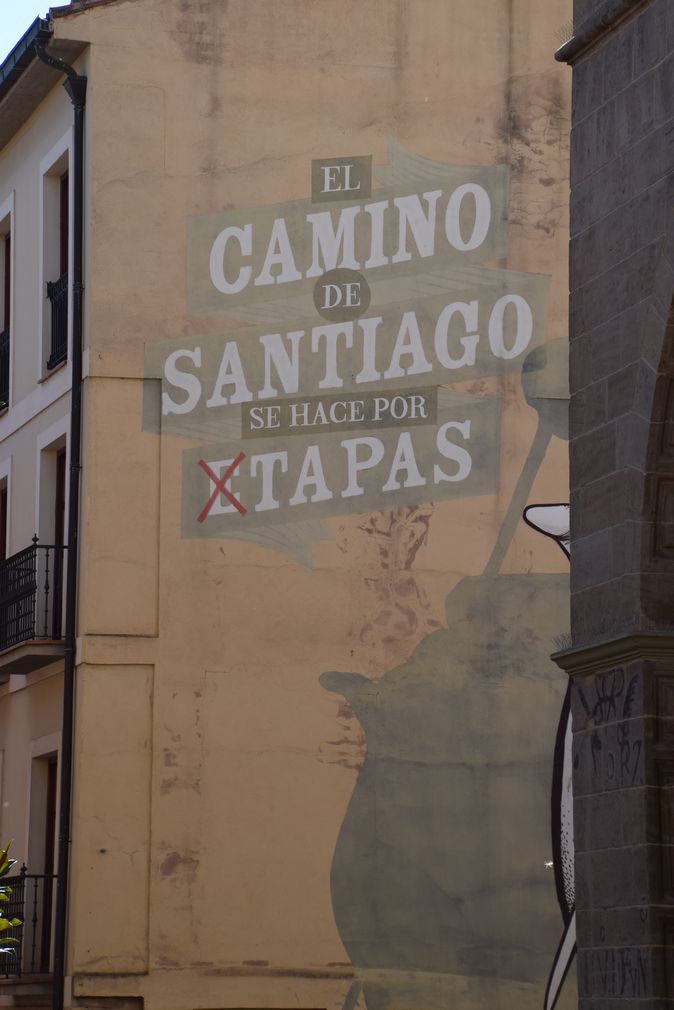 EL
CAMINO
DE
SANTIAGO
SE HACE POR
ETAPAS